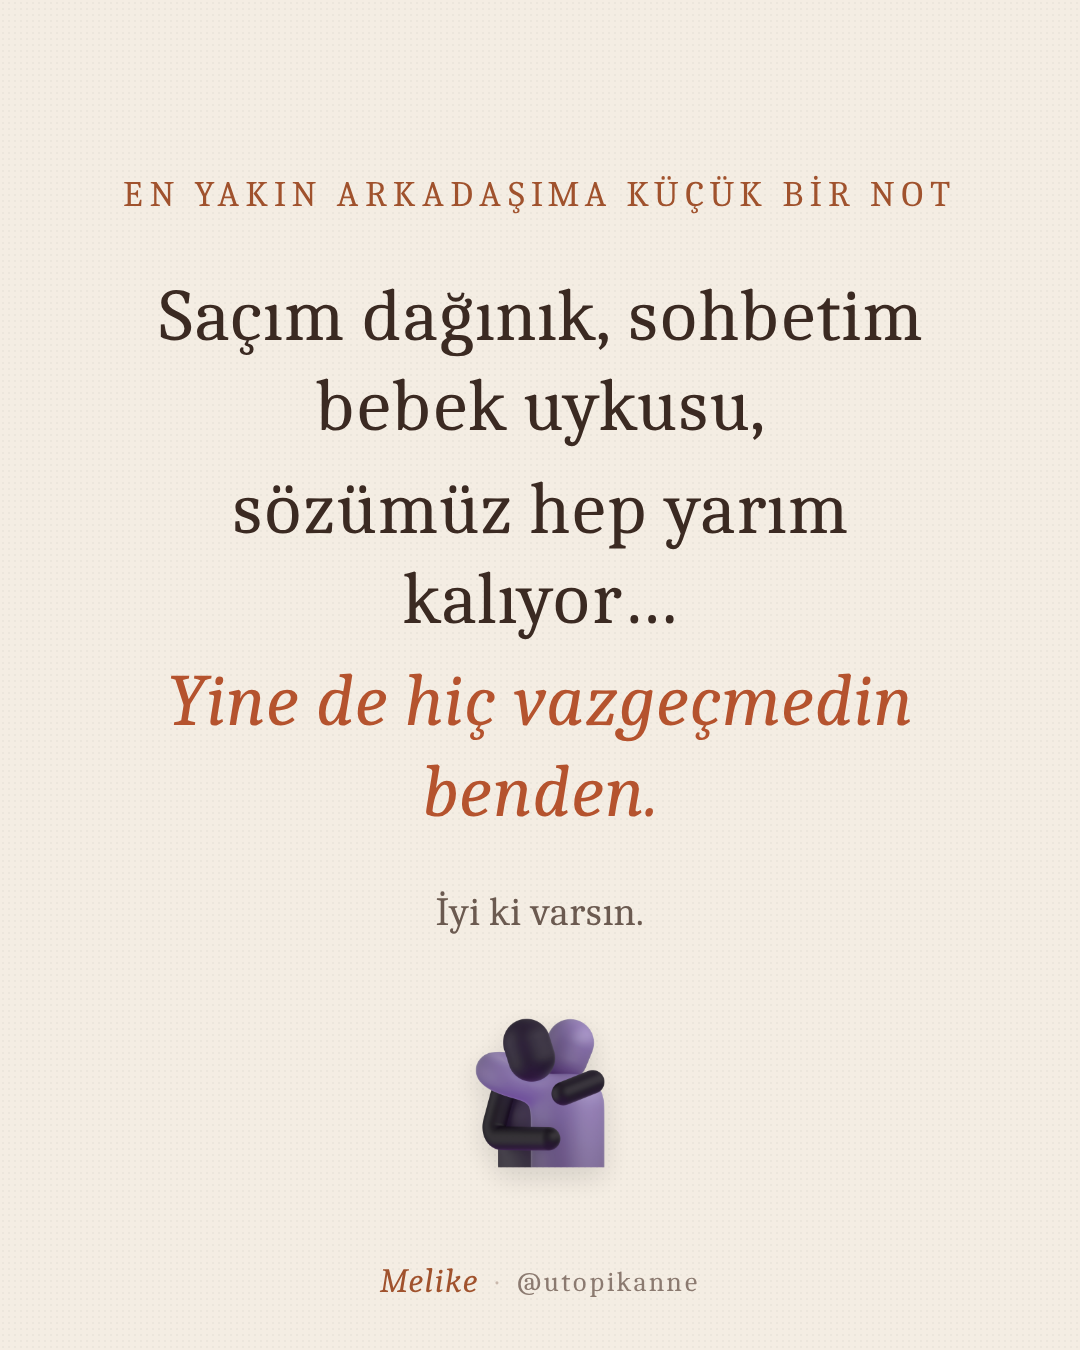 EN YAKIN ARKADAŞIMA KÜÇÜK BİR NOT
Saçım dağınık, sohbetim
bebek uykusu,
sözümüz hep yarım
kalıyor…
Yine de hiç vazgeçmedin
benden.
İyi ki varsın.
Melike · @utopikanne